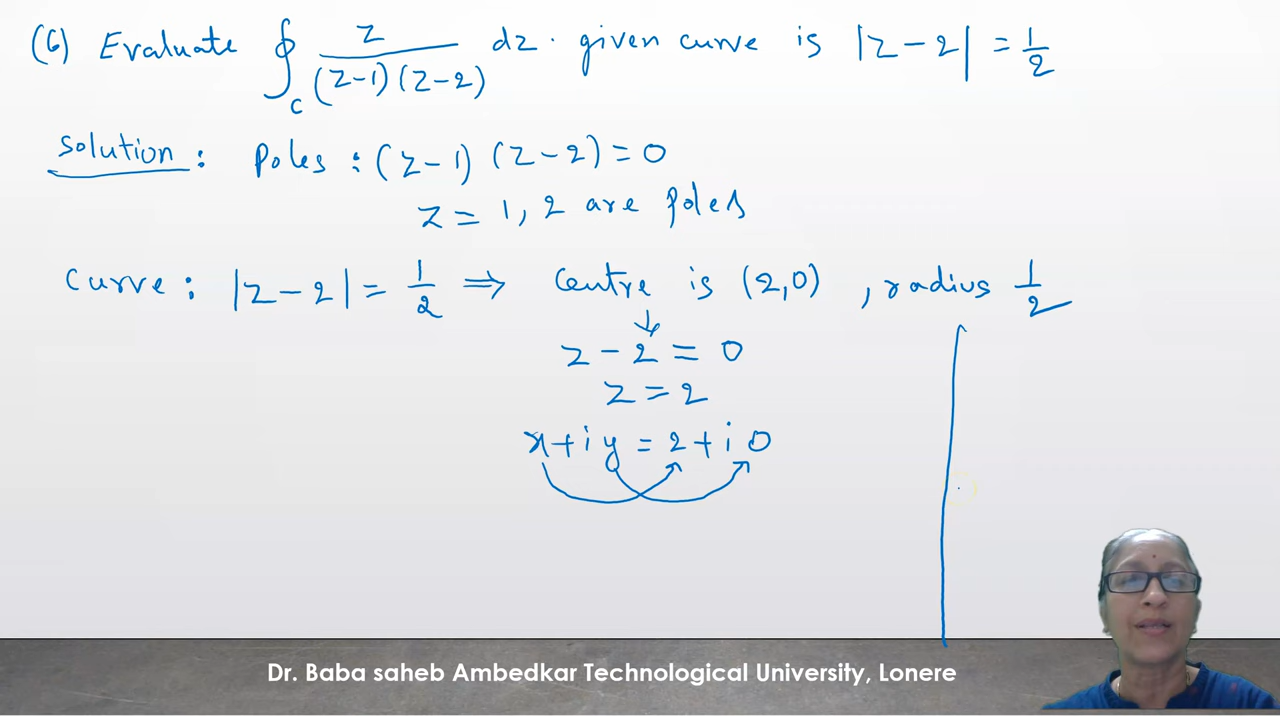 (6) Evaluate ∮_C z/((z-1)(z-2)) dz. given curve is |z-2| = 1/2
Solution: Poles: (z-1)(z-2)=0
z = 1, 2 are poles
Curve: |z-2| = 1/2 ⇒ Centre is (2,0), radius 1/2
↓
z-2 = 0
z = 2
x+iy = 2+i0
Dr. Baba saheb Ambedkar Technological University, Lonere